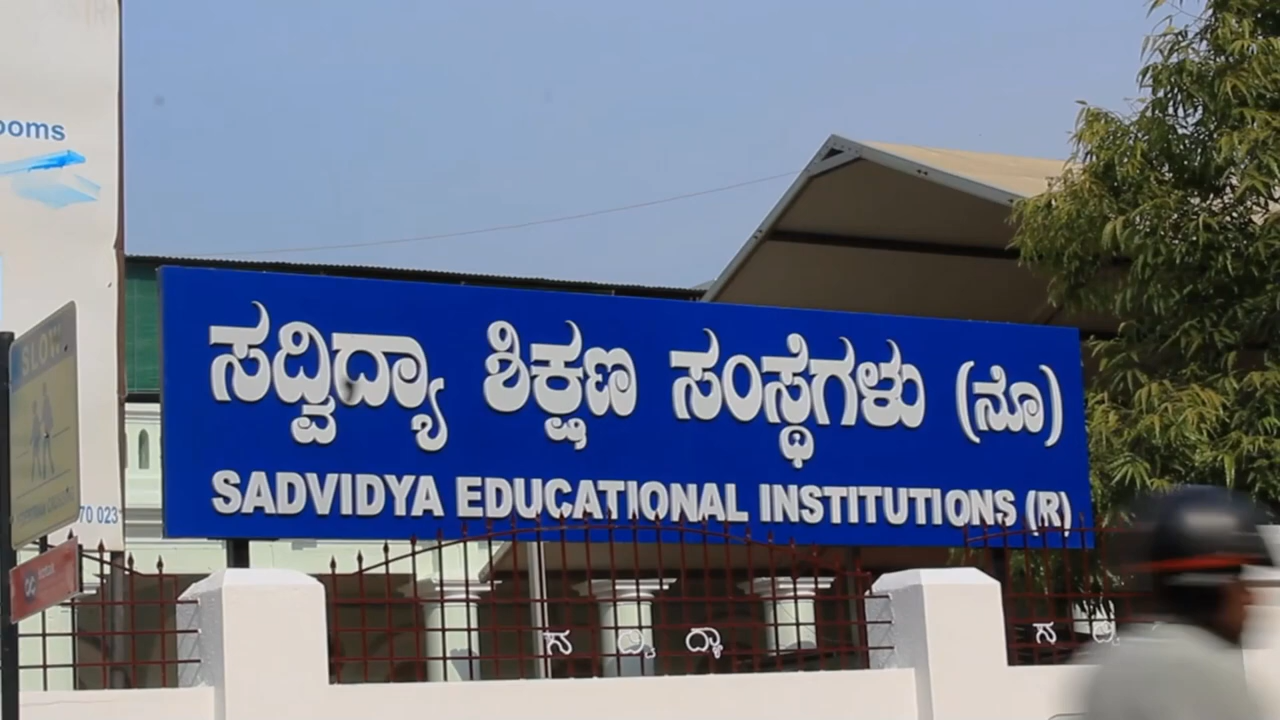 ooms
SLOW
ಸದ್ವಿದ್ಯಾ ಶಿಕ್ಷಣ ಸಂಸ್ಥೆಗಳು (ನೊ)
SADVIDYA EDUCATIONAL INSTITUTIONS (R)
70 023
ಸ ದ್ವಿ ದ್ಯಾ
ಸ ದ್ವಿ